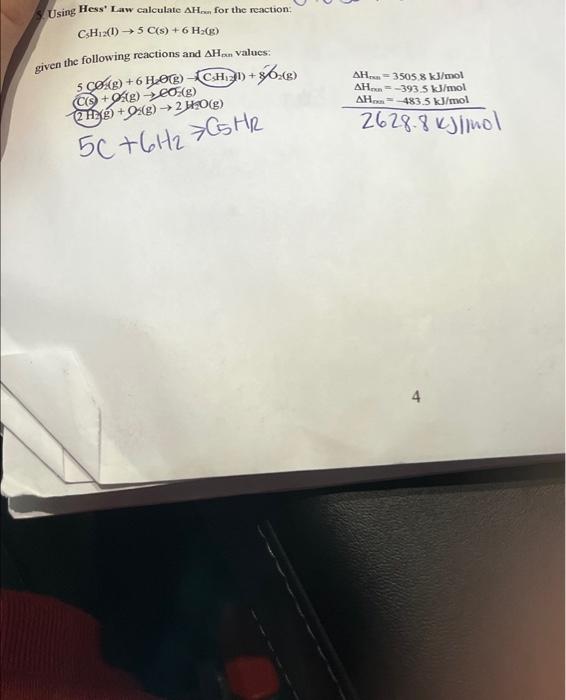 5. Using Hess' Law calculate ΔHrxn for the reaction:
C₅H₁₂(l) → 5 C(s) + 6 H₂(g)
given the following reactions and ΔHrxn values:
5 CO₂(g) + 6 H₂O(g) → C₅H₁₂(l) + 8 O₂(g) ΔHrxn = 3505.8 kJ/mol
C(s) + O₂(g) → CO₂(g) ΔHrxn = -393.5 kJ/mol
2 H₂(g) + O₂(g) → 2 H₂O(g) ΔHrxn = -483.5 kJ/mol
5C + 6H₂ → C₅H₁₂ 2628.8 kJ/mol
4